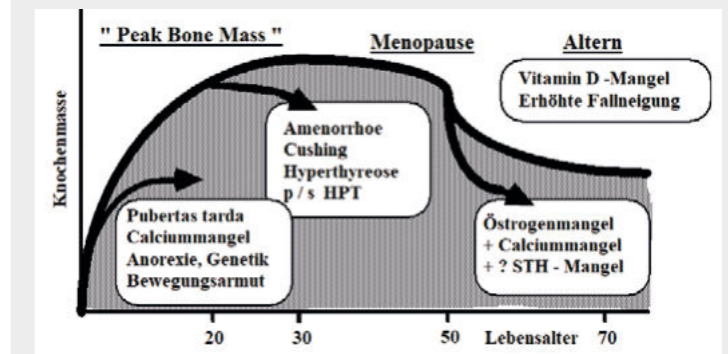 " Peak Bone Mass "
Menopause
Altern
Vitamin D -Mangel
Erhöhte Fallneigung
Knochenmasse
Amenorrhoe
Cushing
Hyperthyreose
p / s HPT
Pubertas tarda
Calciummangel
Anorexie, Genetik
Bewegungsarmut
Östrogenmangel
+ Calciummangel
+ ? STH - Mangel
20
30
50
Lebensalter
70